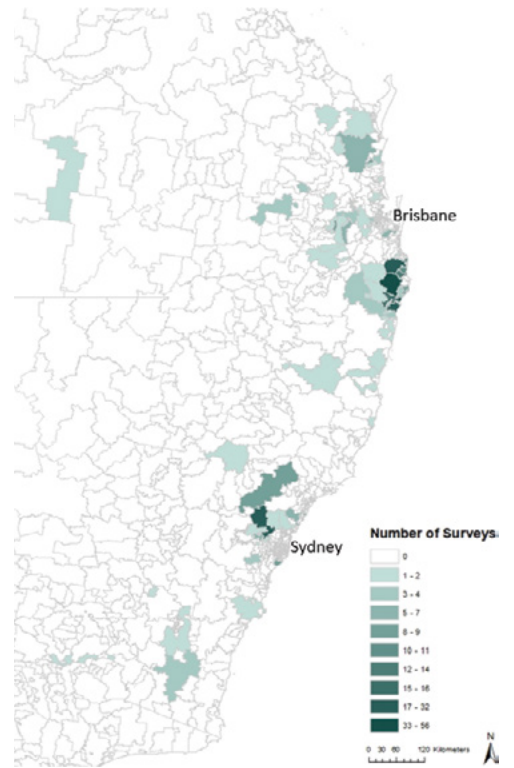 Brisbane
Sydney
Number of Surveys
0
1 - 2
3 - 4
5 - 7
8 - 9
10 - 11
12 - 14
15 - 16
17 - 32
33 - 56
0 30 60 120 Kilometers
N